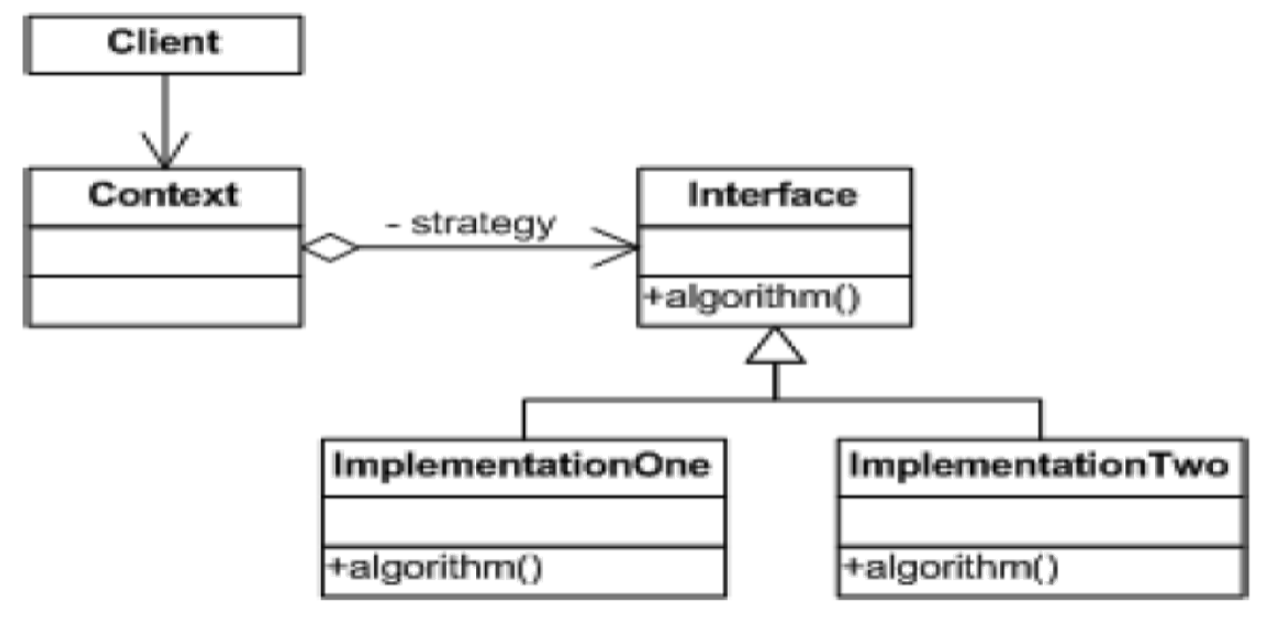 Client
Context
- strategy
Interface
+algorithm()
ImplementationOne
+algorithm()
ImplementationTwo
+algorithm()